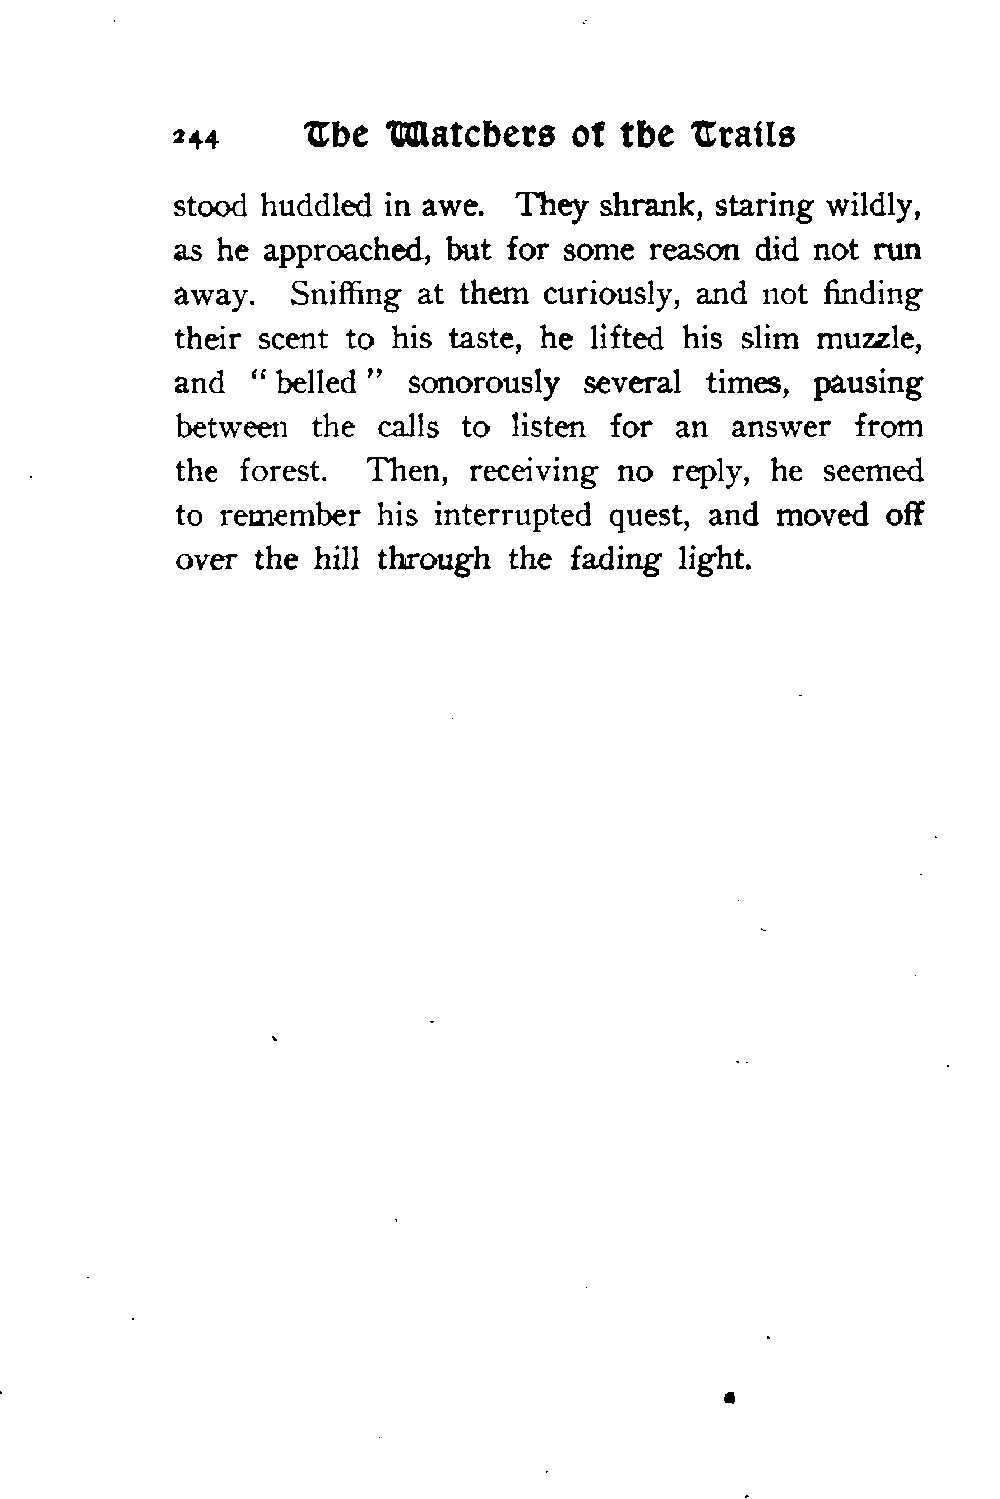 244 The Watchers of the Trails
stood huddled in awe. They shrank, staring wildly,
as he approached, but for some reason did not run
away. Sniffing at them curiously, and not finding
their scent to his taste, he lifted his slim muzzle,
and " belled " sonorously several times, pausing
between the calls to listen for an answer from
the forest. Then, receiving no reply, he seemed
to remember his interrupted quest, and moved off
over the hill through the fading light.